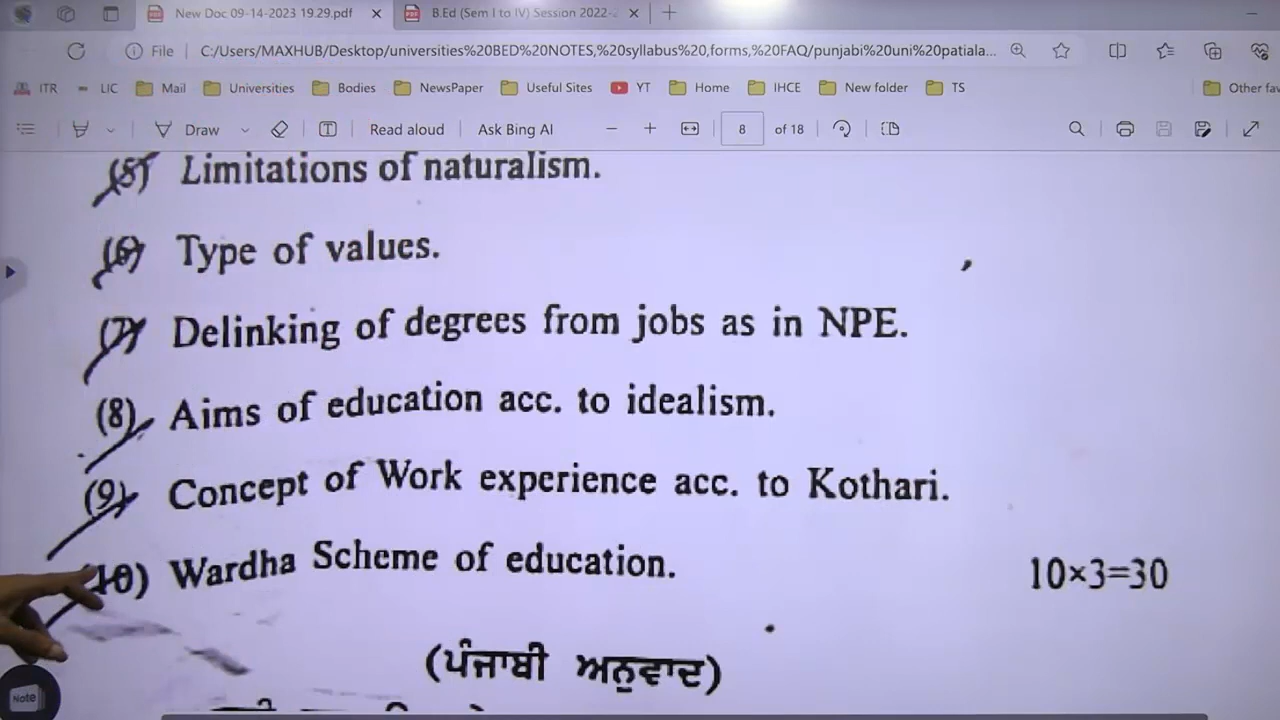 New Doc 09-14-2023 19.29.pdf
B.Ed (Sem I to IV) Session 2022-
File
C:/Users/MAXHUB/Desktop/universities%20BED%20NOTES,%20syllabus%20,forms,%20FAQ/punjabi%20uni%20patiala...
ITR LIC Mail Universities Bodies NewsPaper Useful Sites YT Home IHCE New folder TS Other fav
Draw Read aloud Ask Bing AI 8 of 18
(5) Limitations of naturalism.
(6) Type of values.
(7) Delinking of degrees from jobs as in NPE.
(8) Aims of education acc. to idealism.
(9) Concept of Work experience acc. to Kothari.
(10) Wardha Scheme of education. 10×3=30
(ਪੰਜਾਬੀ ਅਨੁਵਾਦ)
Note